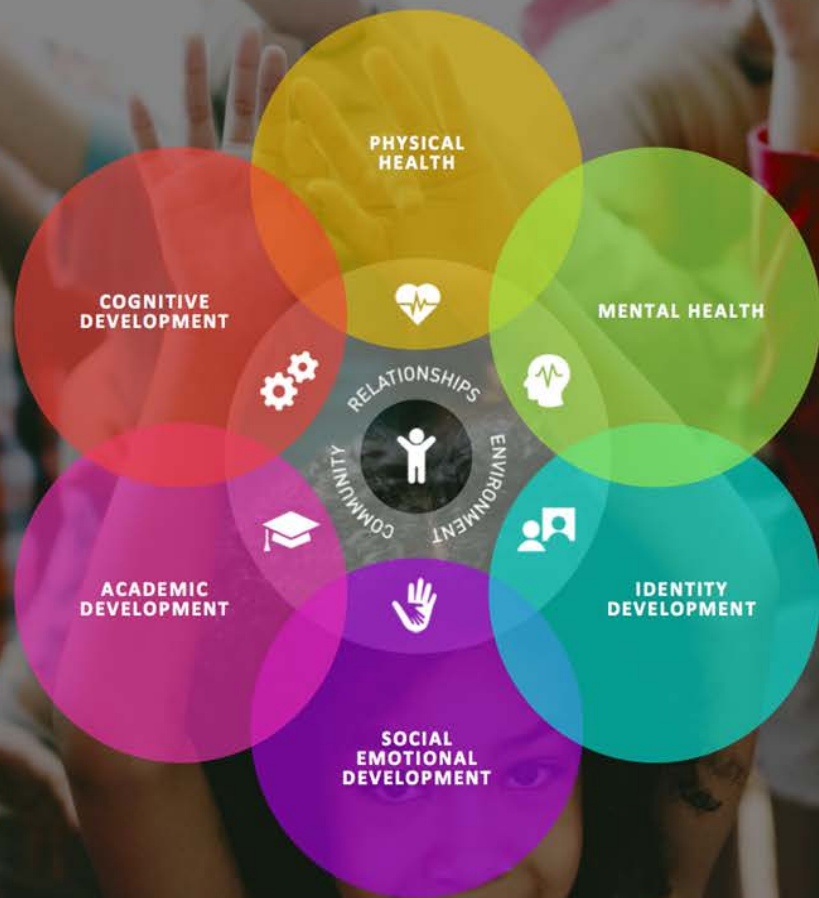 PHYSICAL
HEALTH
COGNITIVE
DEVELOPMENT
MENTAL HEALTH
RELATIONSHIPS
COMMUNITY
ENVIRONMENT
ACADEMIC
DEVELOPMENT
IDENTITY
DEVELOPMENT
SOCIAL
EMOTIONAL
DEVELOPMENT